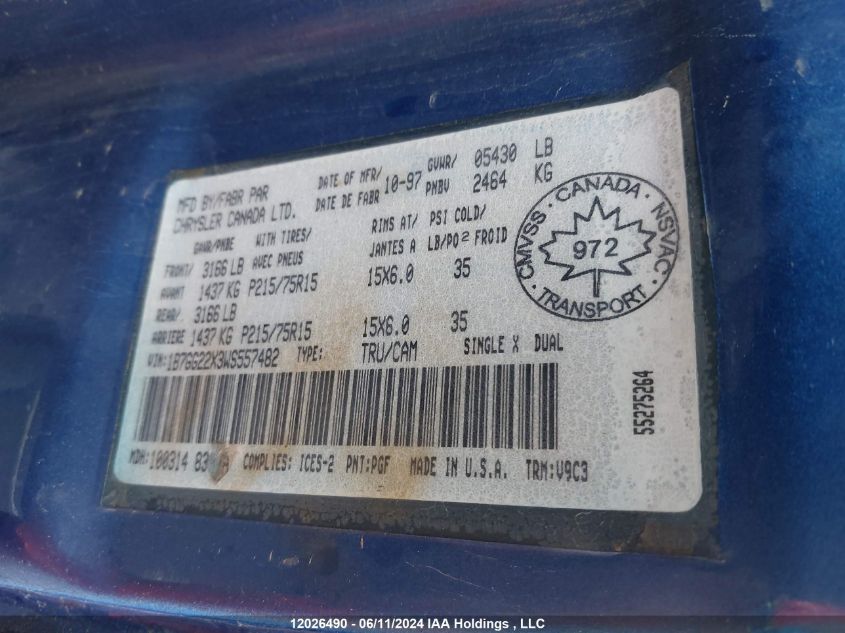 MFD BY/FABR PAR DATE OF MFR/ 10-97 GVWR/ 05430 LB
CHRYSLER CANADA LTD. DATE DE FABR PNBV 2464 KG
GAWR/PNBE WITH TIRES/ RIMS AT/ PSI COLD/
FRONT/ 3166 LB AVEC PNEUS JANTES A LB/PO2 FROID
AVANT 1437 KG P215/75R15 15X6.0 35
REAR/ 3166 LB
ARRIERE 1437 KG P215/75R15 15X6.0 35
VIN: 1B7GG22X3WS557482 TYPE: TRU/CAM SINGLE X DUAL
CMVSS · CANADA · NSVAC · TRANSPORT ·
972
55275264
MDH: 100314 COMPLIES: ICES-2 PNT:PGF MADE IN U.S.A. TRM:V9C3
12026490 - 06/11/2024 IAA Holdings , LLC